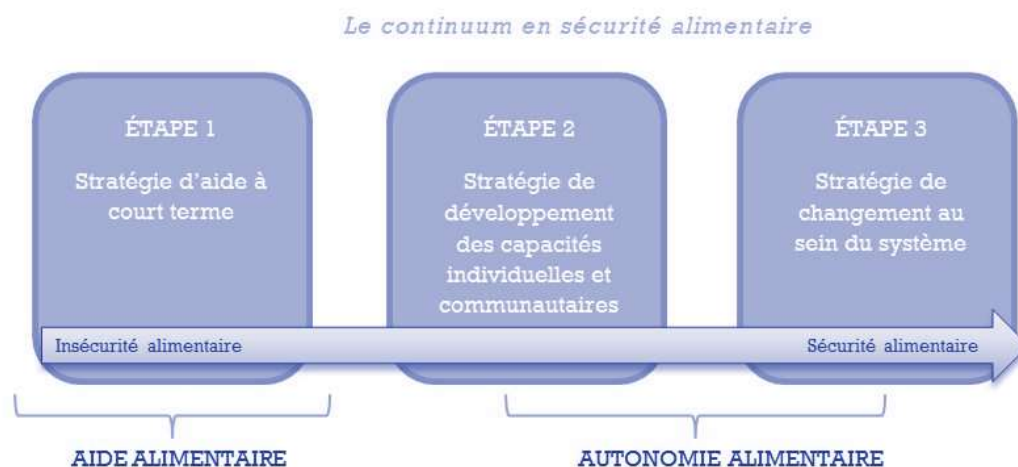 Le continuum en sécurité alimentaire
ÉTAPE 1
Stratégie d'aide à
court terme
ÉTAPE 2
Stratégie de
développement
des capacités
individuelles et
communautaires
ÉTAPE 3
Stratégie de
changement au
sein du système
Insécurité alimentaire
Sécurité alimentaire
AIDE ALIMENTAIRE
AUTONOMIE ALIMENTAIRE